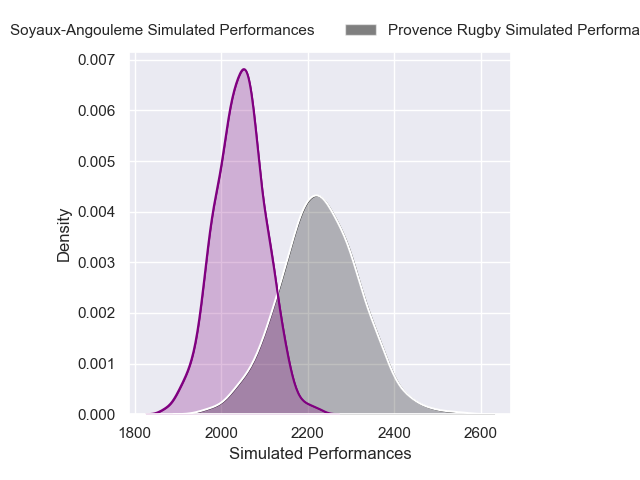 Soyaux-Angouleme Simulated Performances Provence Rugby Simulated Performa
0.007
0.006
0.005
0.004
0.003
0.002
0.001
0.000
Density
1800 2000 2200 2400 2600
Simulated Performances